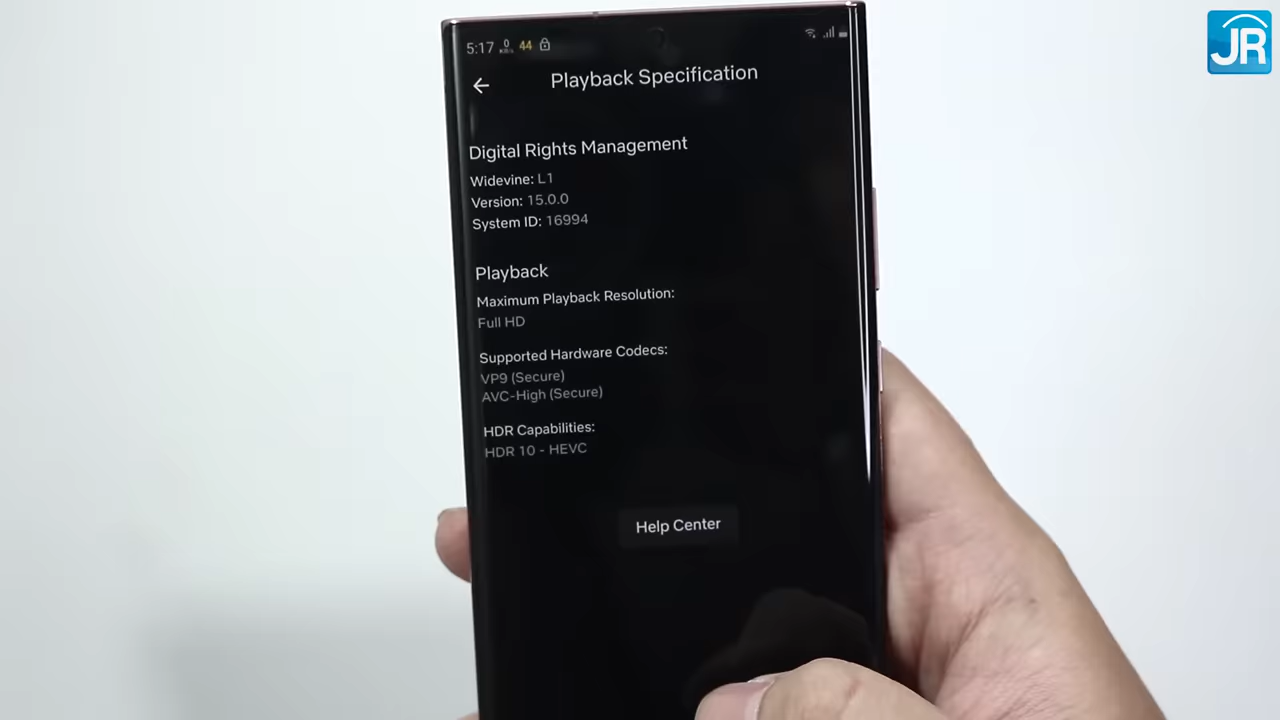 5:17 0 KB/s 44
JR
Playback Specification
Digital Rights Management
Widevine: L1
Version: 15.0.0
System ID: 16994
Playback
Maximum Playback Resolution:
Full HD
Supported Hardware Codecs:
VP9 (Secure)
AVC-High (Secure)
HDR Capabilities:
HDR 10 - HEVC
Help Center